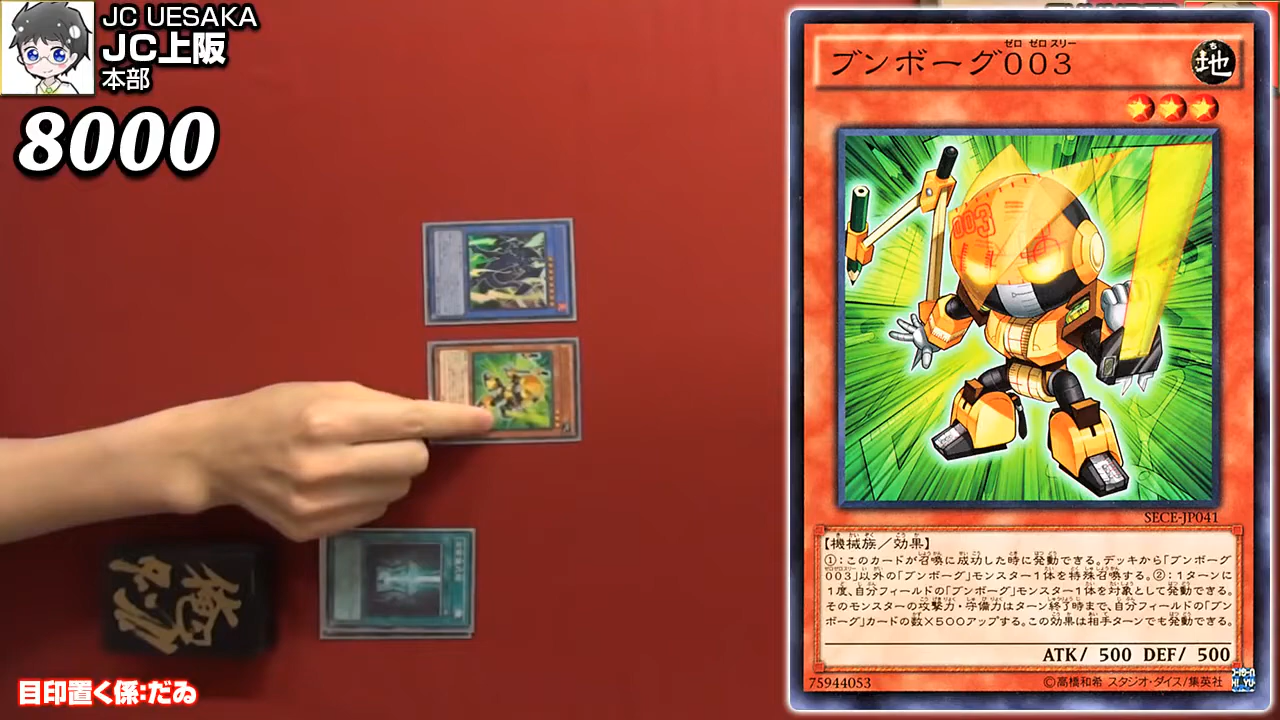 JC UESAKA
JC上阪
本部
8000
ゼロ ゼロ スリー
ブンボーグ003
ち
地
003
SECE-JP041
【機械族／効果】
①：このカードが召喚に成功した時に発動できる。デッキから「ブンボーグ
003」以外の「ブンボーグ」モンスター1体を特殊召喚する。②：1ターンに
1度、自分フィールドの「ブンボーグ」モンスター1体を対象として発動できる。
そのモンスターの攻撃力・守備力はターン終了時まで、自分フィールドの「ブン
ボーグ」カードの数×500アップする。この効果は相手ターンでも発動できる。
ATK/ 500 DEF/ 500
75944053
©高橋和希 スタジオ・ダイス/集英社
目印置く係:だゐ